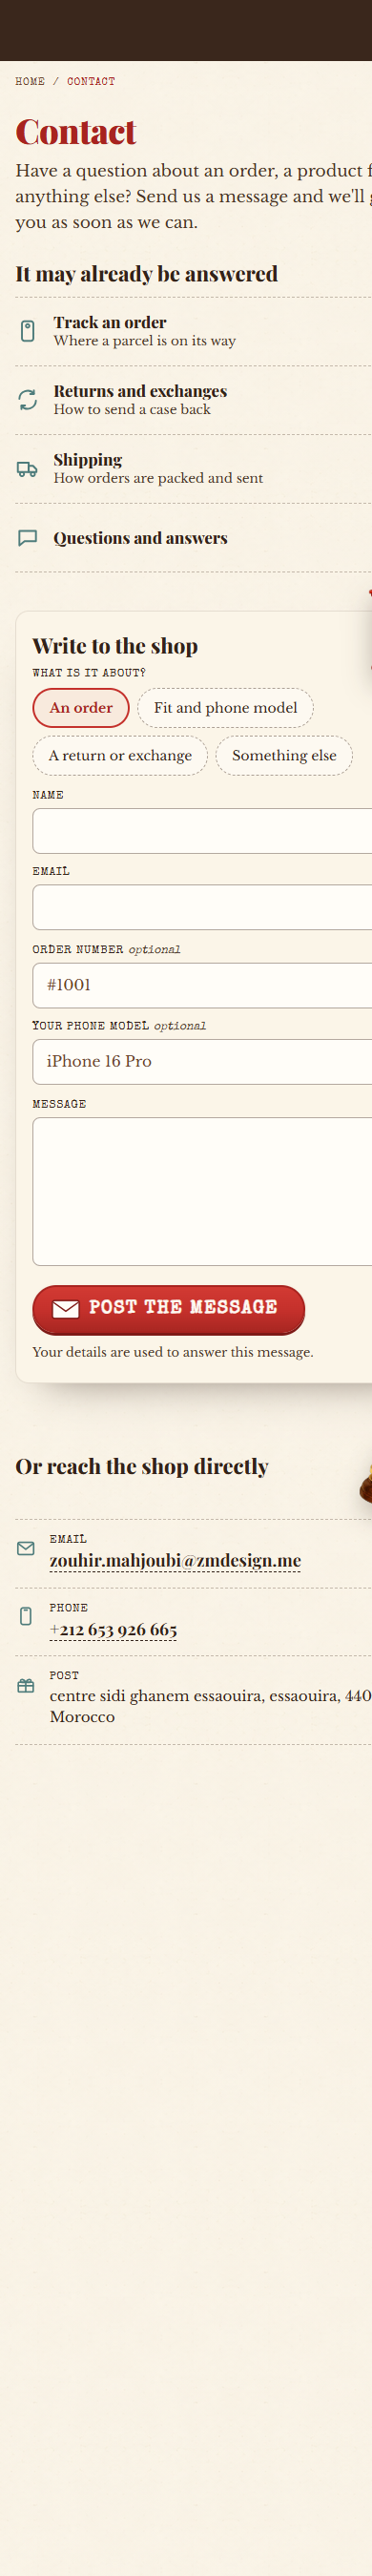 HOME / CONTACT
Contact
Have a question about an order, a product
anything else? Send us a message and we'll
you as soon as we can.
It may already be answered
Track an order
Where a parcel is on its way
Returns and exchanges
How to send a case back
Shipping
How orders are packed and sent
Questions and answers
Write to the shop
WHAT IS IT ABOUT?
An order
Fit and phone model
A return or exchange
Something else
NAME
EMAIL
ORDER NUMBER optional
#1001
YOUR PHONE MODEL optional
iPhone 16 Pro
MESSAGE
POST THE MESSAGE
Your details are used to answer this message.
Or reach the shop directly
EMAIL
zouhir.mahjoubi@zmdesign.me
PHONE
+212 653 926 665
POST
centre sidi ghanem essaouira, essaouira, 440
Morocco